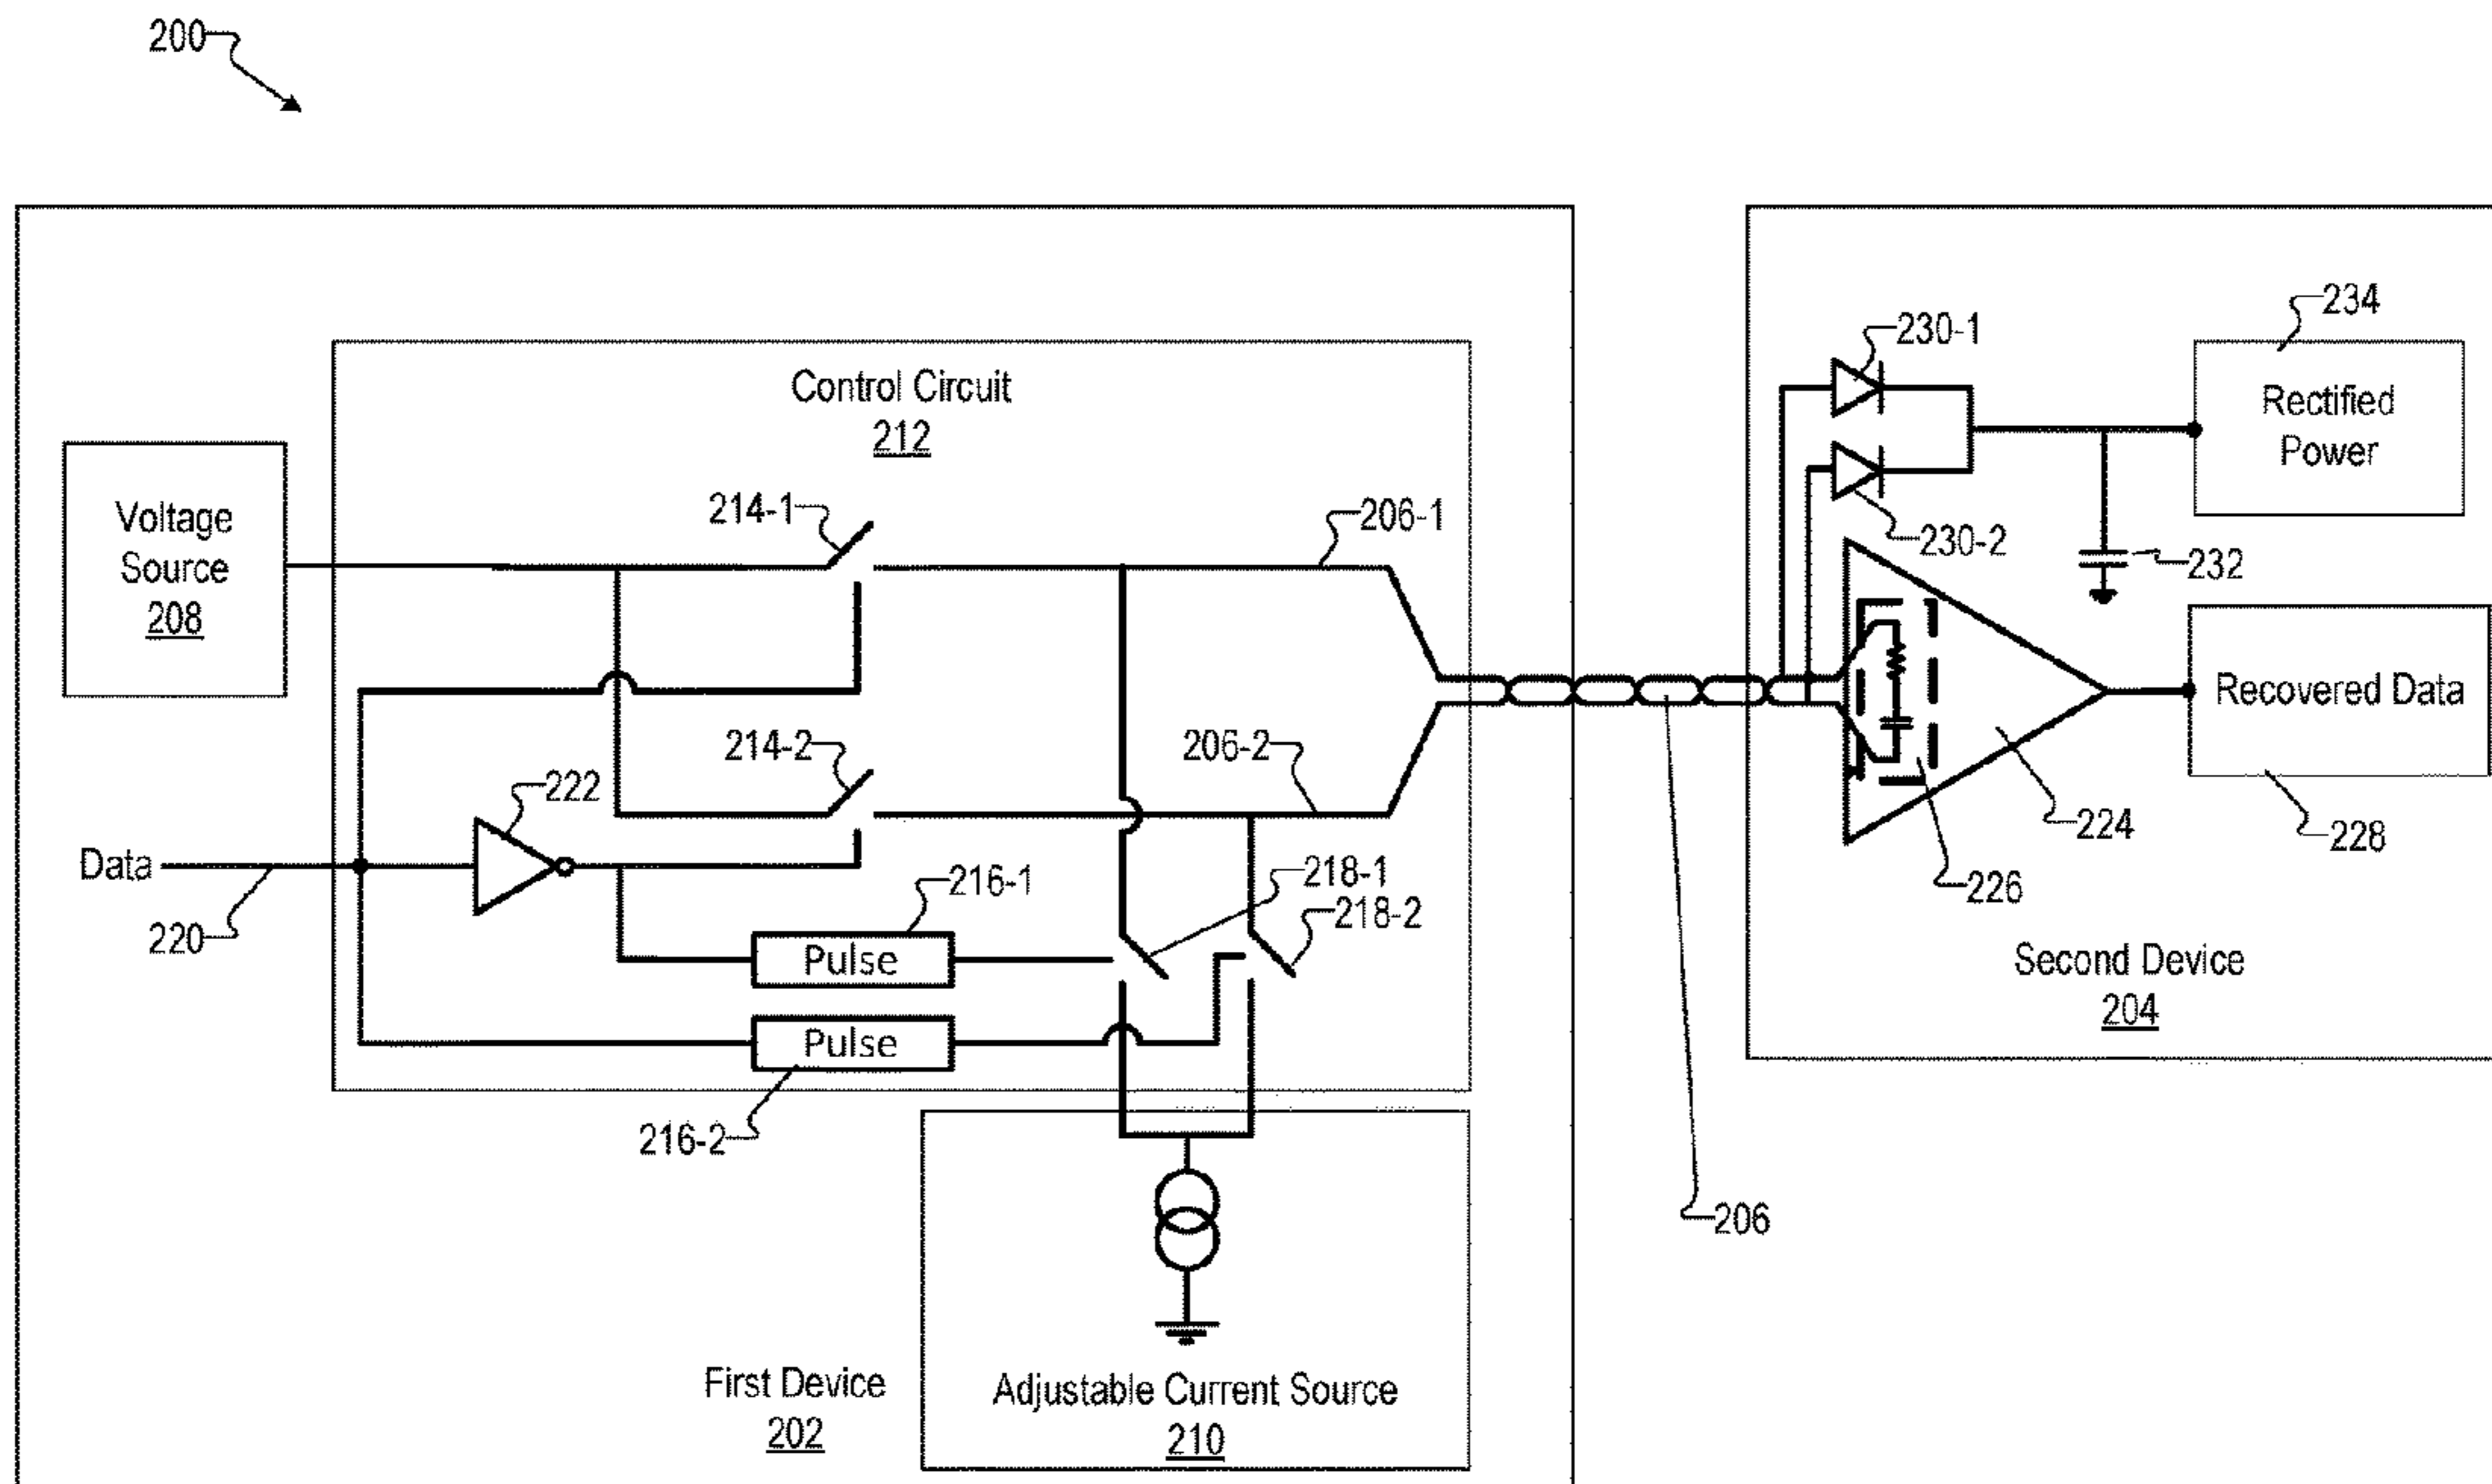 200
234
230-1
Control Circuit
212
Rectified
Power
Voltage
Source
208
214-1
206-1
230-2
232
Recovered Data
214-2
206-2
222
224
228
Data
216-1
218-1
226
218-2
220
Pulse
Second Device
204
Pulse
216-2
206
First Device
202
Adjustable Current Source
210